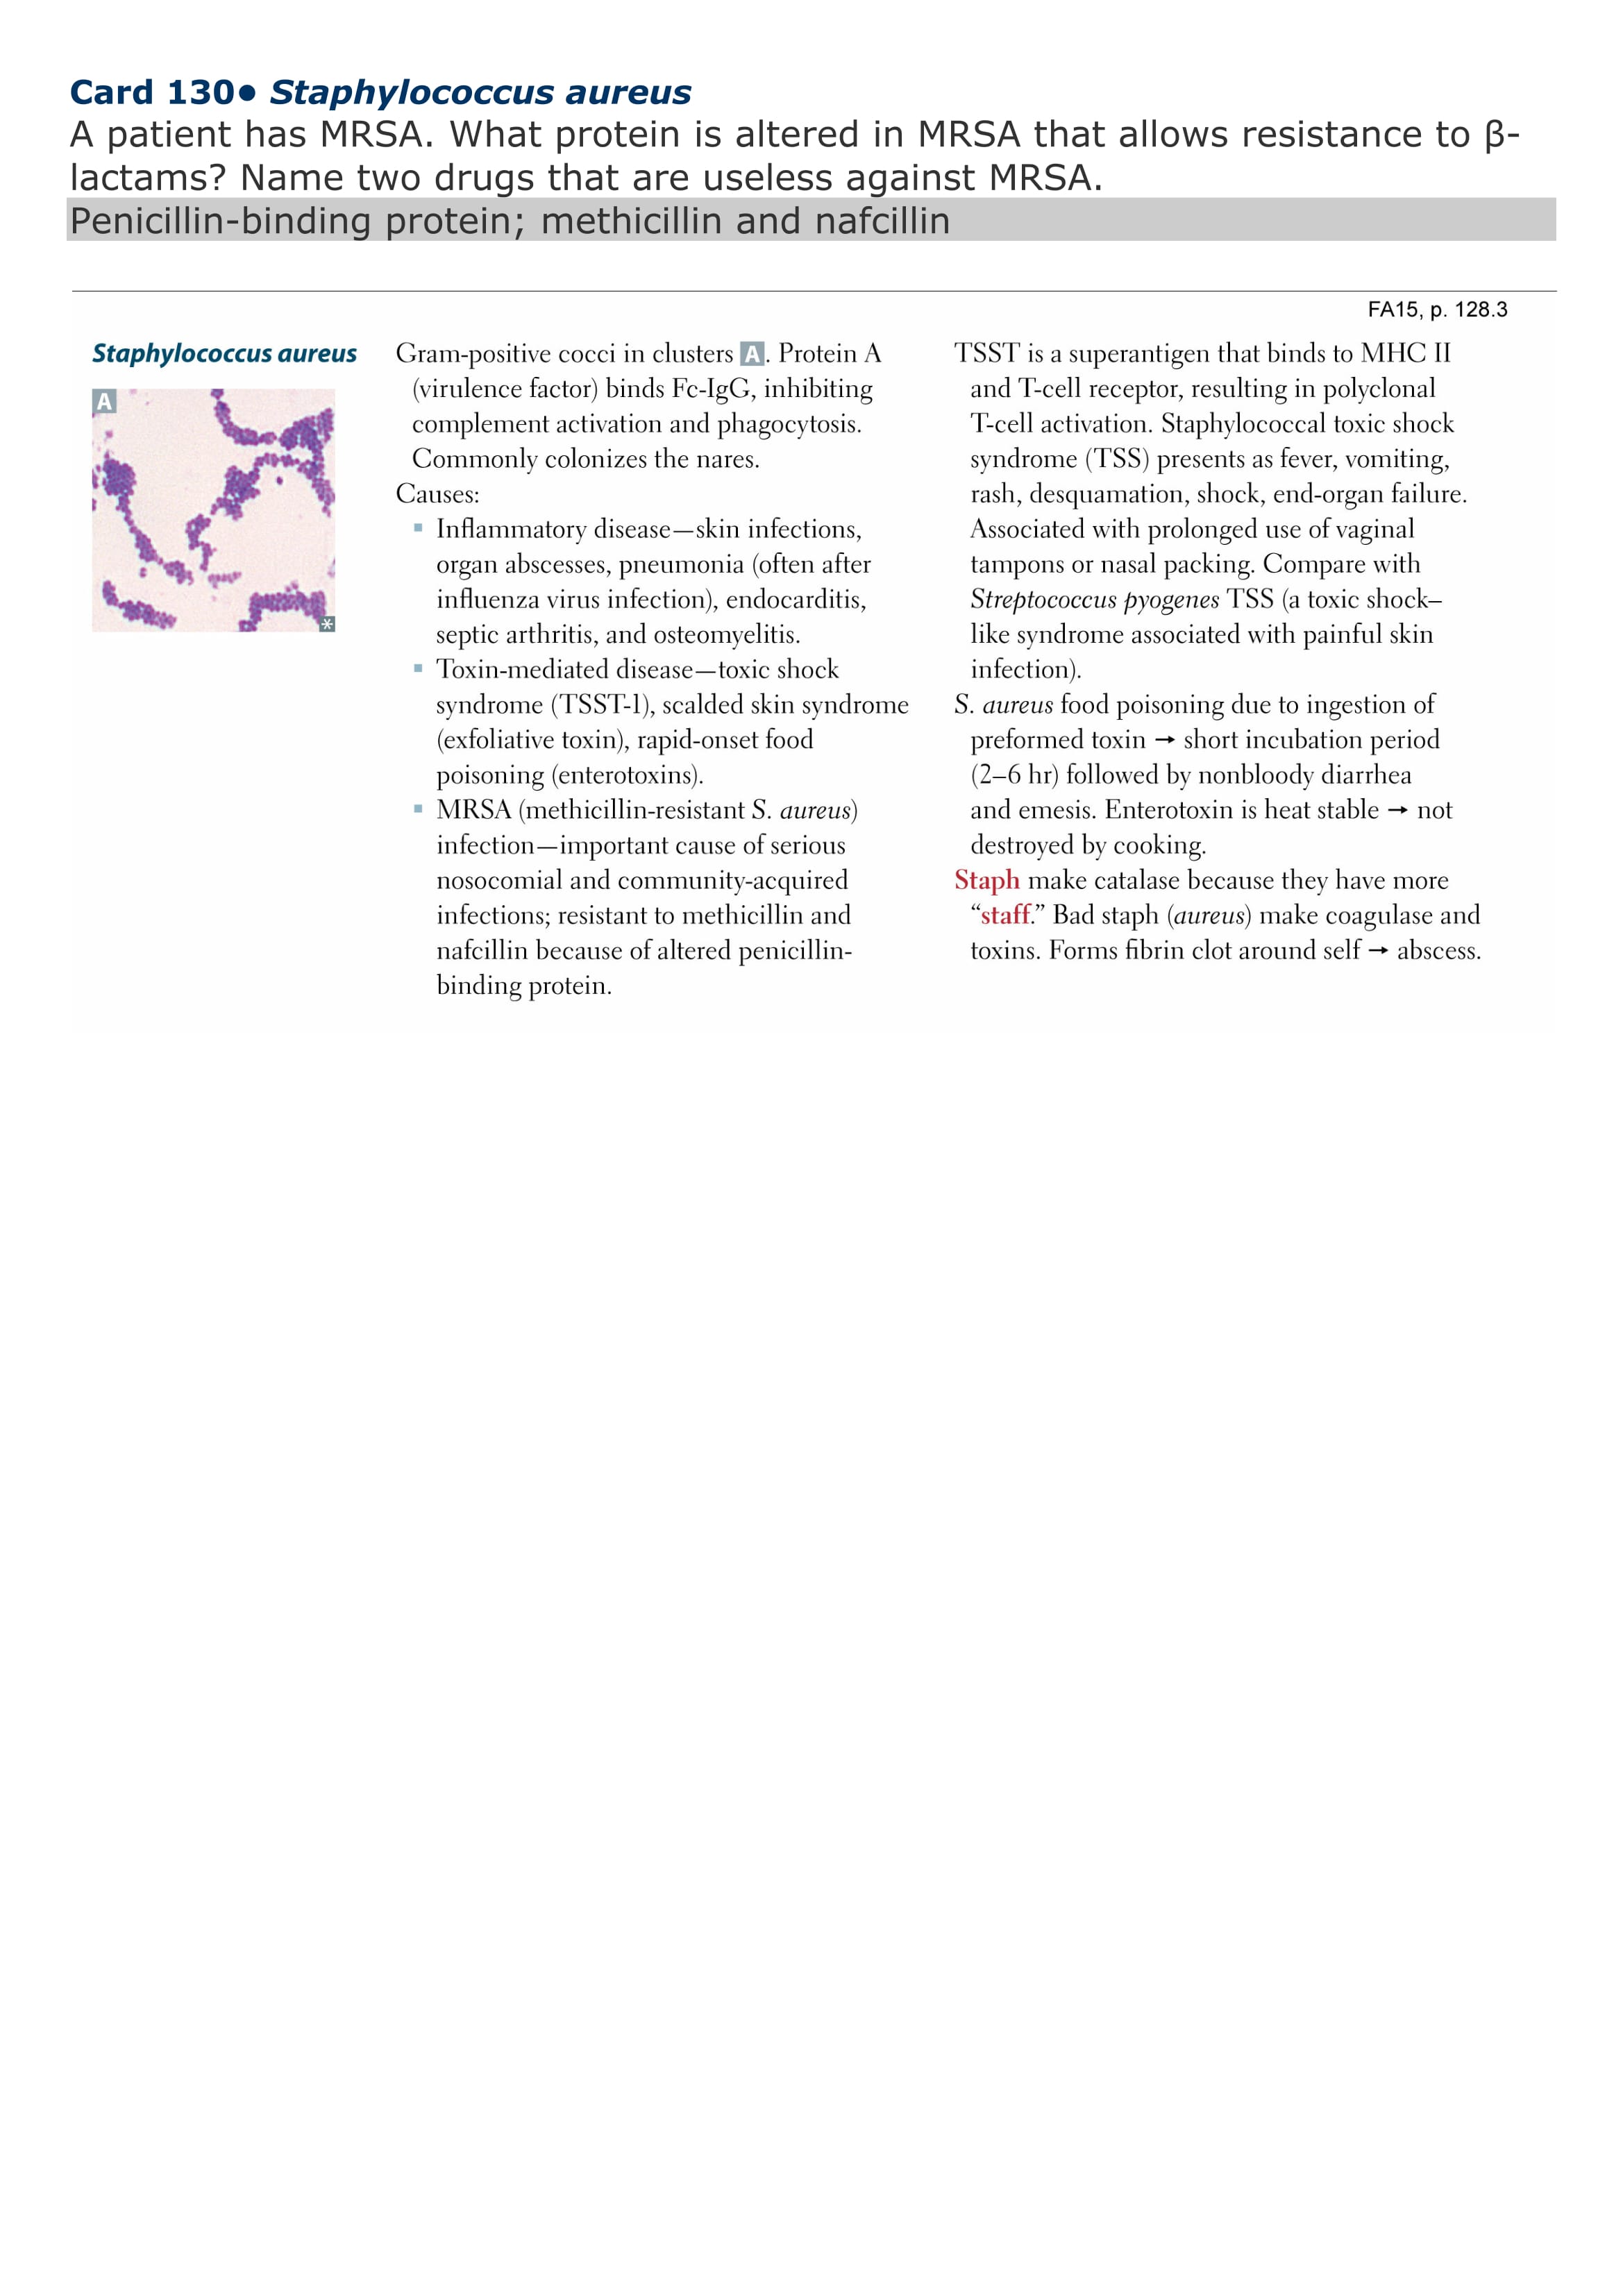 Card 130● Staphylococcus aureus
A patient has MRSA. What protein is altered in MRSA that allows resistance to β-
lactams? Name two drugs that are useless against MRSA.
Penicillin-binding protein; methicillin and nafcillin
FA15, p. 128.3
Staphylococcus aureus
A
*
Gram-positive cocci in clusters A. Protein A
(virulence factor) binds Fc-IgG, inhibiting
complement activation and phagocytosis.
Commonly colonizes the nares.
Causes:
▪ Inflammatory disease—skin infections,
organ abscesses, pneumonia (often after
influenza virus infection), endocarditis,
septic arthritis, and osteomyelitis.
▪ Toxin-mediated disease—toxic shock
syndrome (TSST-1), scalded skin syndrome
(exfoliative toxin), rapid-onset food
poisoning (enterotoxins).
▪ MRSA (methicillin-resistant S. aureus)
infection—important cause of serious
nosocomial and community-acquired
infections; resistant to methicillin and
nafcillin because of altered penicillin-
binding protein.
TSST is a superantigen that binds to MHC II
and T-cell receptor, resulting in polyclonal
T-cell activation. Staphylococcal toxic shock
syndrome (TSS) presents as fever, vomiting,
rash, desquamation, shock, end-organ failure.
Associated with prolonged use of vaginal
tampons or nasal packing. Compare with
Streptococcus pyogenes TSS (a toxic shock–
like syndrome associated with painful skin
infection).
S. aureus food poisoning due to ingestion of
preformed toxin → short incubation period
(2–6 hr) followed by nonbloody diarrhea
and emesis. Enterotoxin is heat stable → not
destroyed by cooking.
Staph make catalase because they have more
“staff.” Bad staph (aureus) make coagulase and
toxins. Forms fibrin clot around self → abscess.